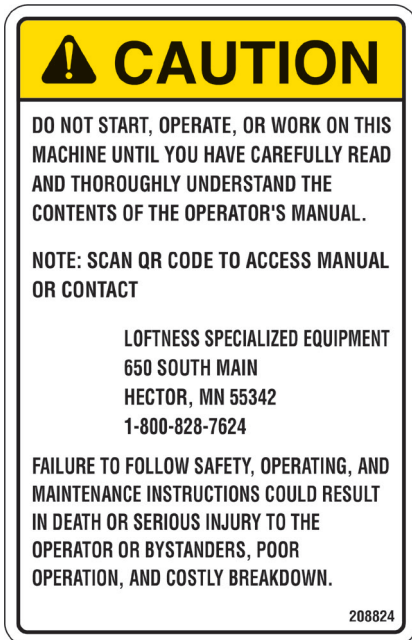 CAUTION
DO NOT START, OPERATE, OR WORK ON THIS
MACHINE UNTIL YOU HAVE CAREFULLY READ
AND THOROUGHLY UNDERSTAND THE
CONTENTS OF THE OPERATOR'S MANUAL.
NOTE: SCAN QR CODE TO ACCESS MANUAL
OR CONTACT
LOFTNESS SPECIALIZED EQUIPMENT
650 SOUTH MAIN
HECTOR, MN 55342
1-800-828-7624
FAILURE TO FOLLOW SAFETY, OPERATING, AND
MAINTENANCE INSTRUCTIONS COULD RESULT
IN DEATH OR SERIOUS INJURY TO THE
OPERATOR OR BYSTANDERS, POOR
OPERATION, AND COSTLY BREAKDOWN.
208824